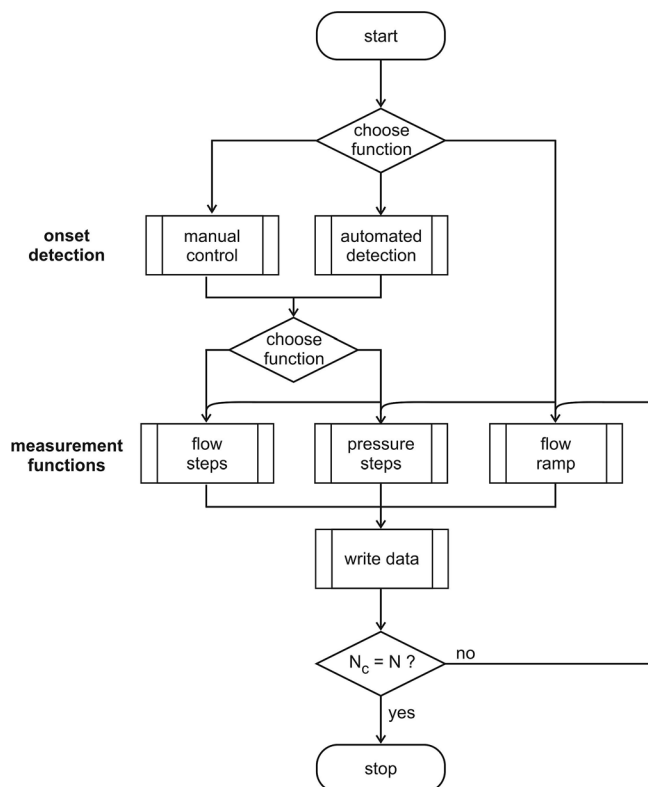 start
choose
function
onset
detection
manual
control
automated
detection
choose
function
measurement
functions
flow
steps
pressure
steps
flow
ramp
write data
N_c = N ?
no
yes
stop